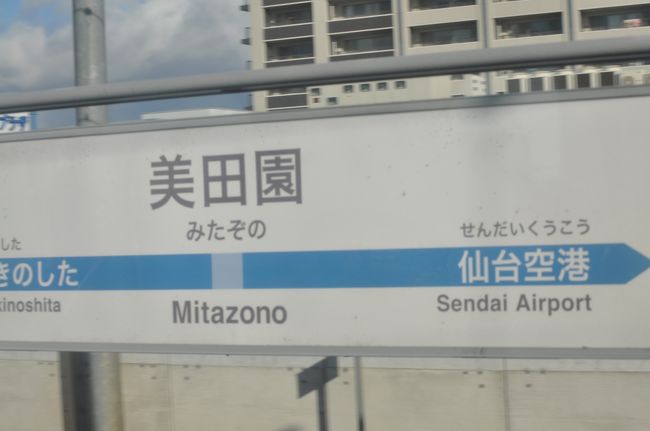 美田園
みたぞの
せんだいくうこう
した
きのした
仙台空港
kinoshita
Mitazono
Sendai Airport